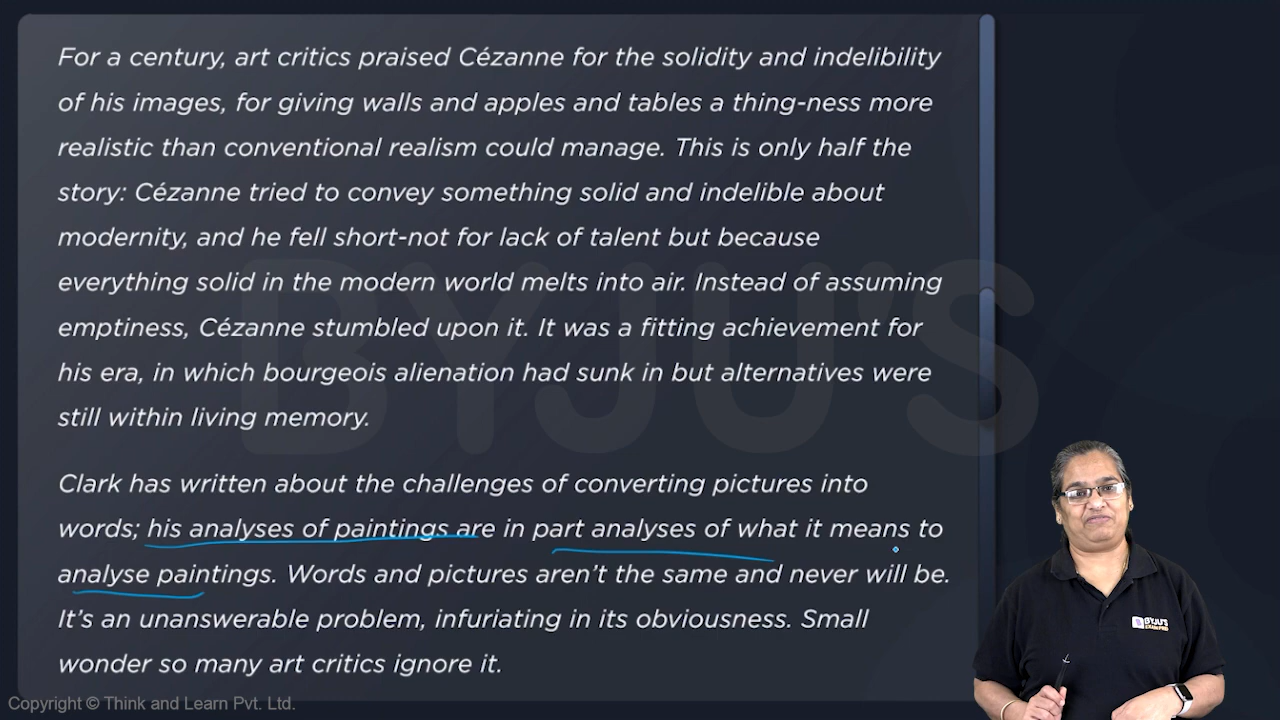 For a century, art critics praised Cézanne for the solidity and indelibility
of his images, for giving walls and apples and tables a thing-ness more
realistic than conventional realism could manage. This is only half the
story: Cézanne tried to convey something solid and indelible about
modernity, and he fell short-not for lack of talent but because
everything solid in the modern world melts into air. Instead of assuming
emptiness, Cézanne stumbled upon it. It was a fitting achievement for
his era, in which bourgeois alienation had sunk in but alternatives were
still within living memory.
Clark has written about the challenges of converting pictures into
words; his analyses of paintings are in part analyses of what it means to
analyse paintings. Words and pictures aren't the same and never will be.
It's an unanswerable problem, infuriating in its obviousness. Small
wonder so many art critics ignore it.
BYJU'S
BYJU'S
EXAM PREP
Copyright © Think and Learn Pvt. Ltd.